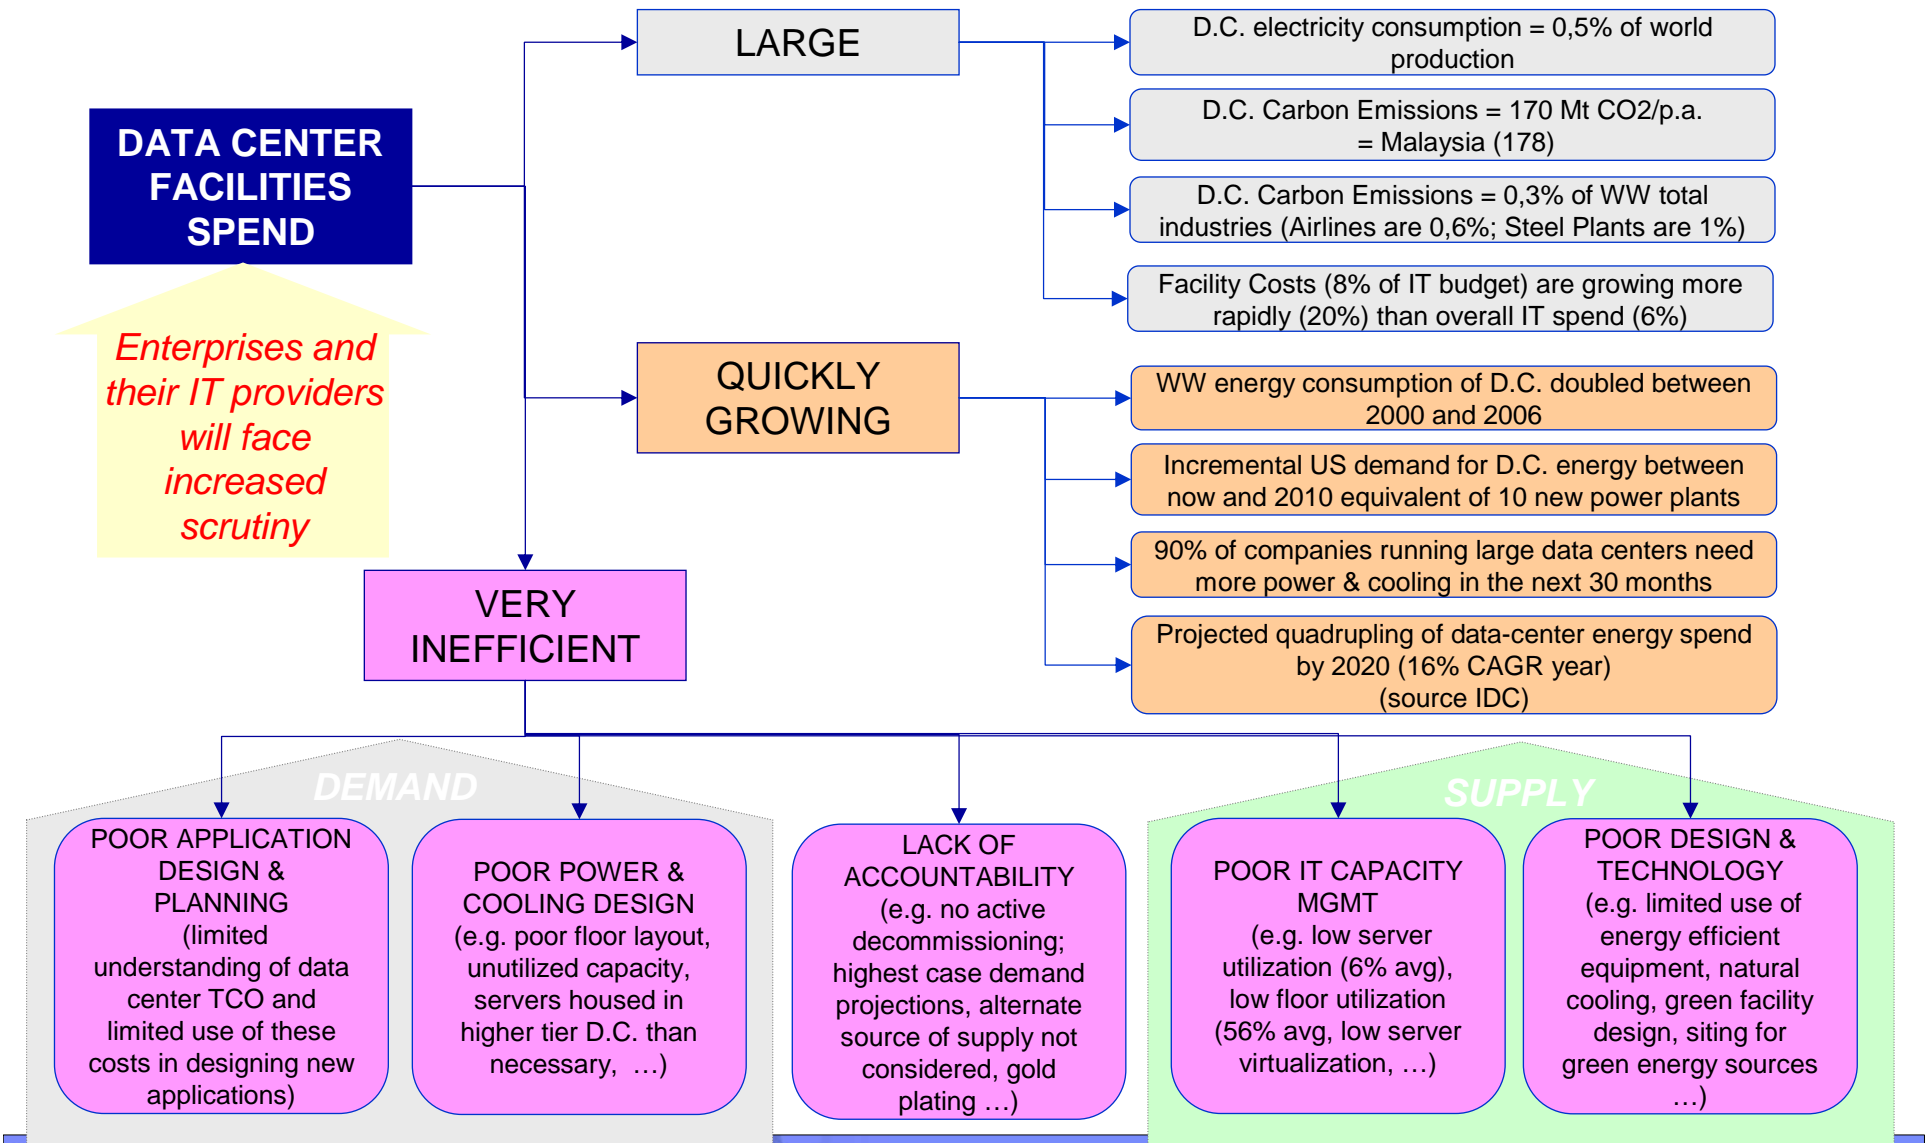 DATA CENTER
FACILITIES
SPEND
Enterprises and
their IT providers
will face
increased
scrutiny
LARGE
D.C. electricity consumption = 0,5% of world
production
D.C. Carbon Emissions = 170 Mt CO2/p.a.
= Malaysia (178)
D.C. Carbon Emissions = 0,3% of WW total
industries (Airlines are 0,6%; Steel Plants are 1%)
Facility Costs (8% of IT budget) are growing more
rapidly (20%) than overall IT spend (6%)
QUICKLY
GROWING
WW energy consumption of D.C. doubled between
2000 and 2006
Incremental US demand for D.C. energy between
now and 2010 equivalent of 10 new power plants
90% of companies running large data centers need
more power & cooling in the next 30 months
Projected quadrupling of data-center energy spend
by 2020 (16% CAGR year)
(source IDC)
VERY
INEFFICIENT
DEMAND
POOR APPLICATION
DESIGN &
PLANNING
(limited
understanding of data
center TCO and
limited use of these
costs in designing new
applications)
POOR POWER &
COOLING DESIGN
(e.g. poor floor layout,
unutilized capacity,
servers housed in
higher tier D.C. than
necessary, …)
LACK OF
ACCOUNTABILITY
(e.g. no active
decommissioning;
highest case demand
projections, alternate
source of supply not
considered, gold
plating …)
SUPPLY
POOR IT CAPACITY
MGMT
(e.g. low server
utilization (6% avg),
low floor utilization
(56% avg, low server
virtualization, …)
POOR DESIGN &
TECHNOLOGY
(e.g. limited use of
energy efficient
equipment, natural
cooling, green facility
design, siting for
green energy sources
…)